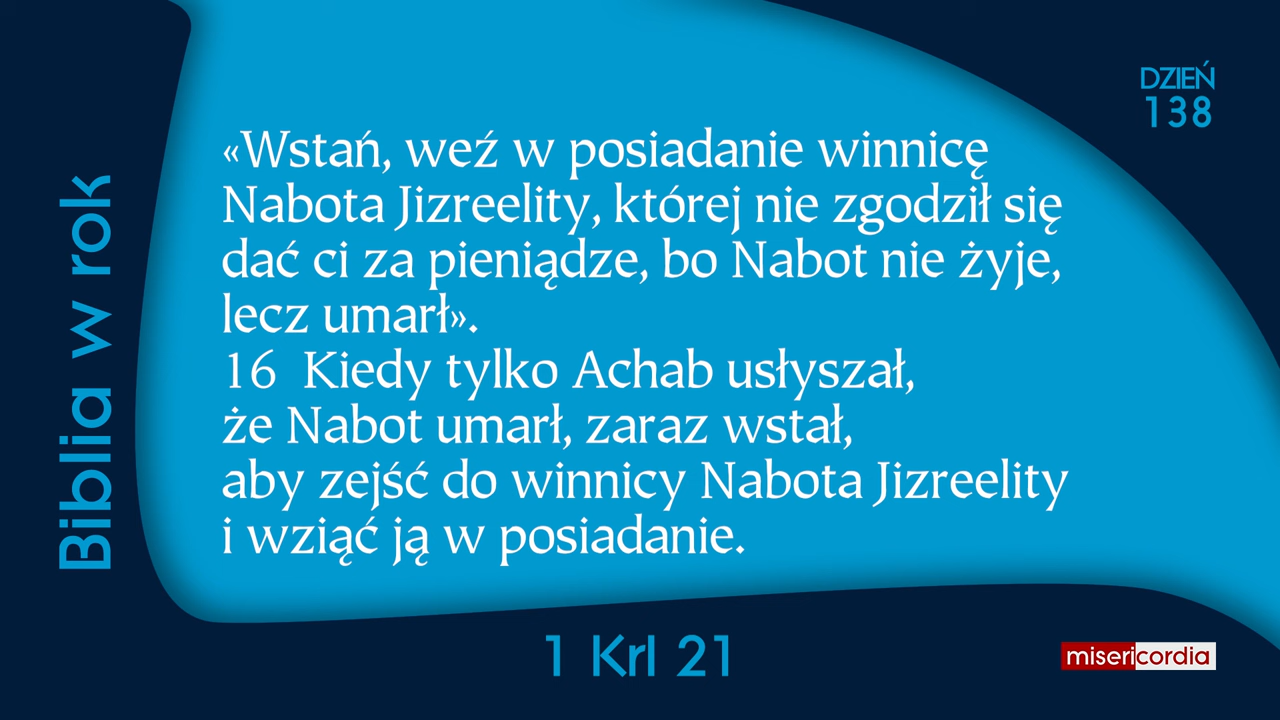 DZIEŃ
138
«Wstań, weź w posiadanie winnicę
Nabota Jizreelity, której nie zgodził się
dać ci za pieniądze, bo Nabot nie żyje,
lecz umarł».
16 Kiedy tylko Achab usłyszał,
że Nabot umarł, zaraz wstał,
aby zejść do winnicy Nabota Jizreelity
i wziąć ją w posiadanie.
Biblia w rok
1 Krl 21
misericordia